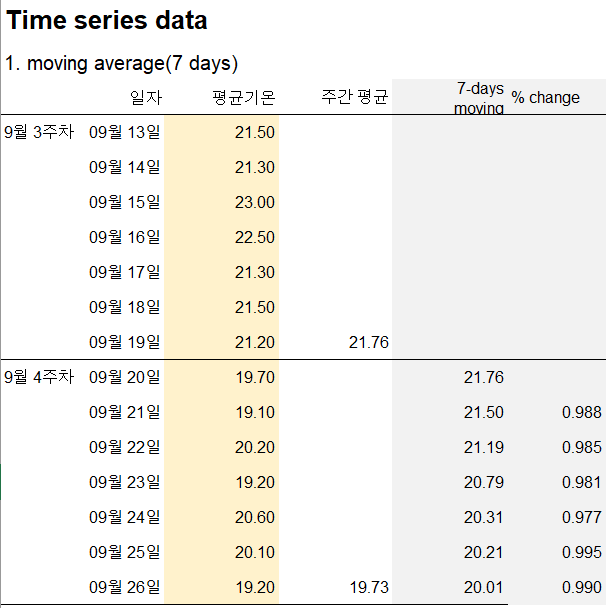 Time series data
1. moving average(7 days)
일자 평균기온 주간 평균 7-days moving % change
9월 3주차 09월 13일 21.50
09월 14일 21.30
09월 15일 23.00
09월 16일 22.50
09월 17일 21.30
09월 18일 21.50
09월 19일 21.20 21.76
9월 4주차 09월 20일 19.70 21.76
09월 21일 19.10 21.50 0.988
09월 22일 20.20 21.19 0.985
09월 23일 19.20 20.79 0.981
09월 24일 20.60 20.31 0.977
09월 25일 20.10 20.21 0.995
09월 26일 19.20 19.73 20.01 0.990